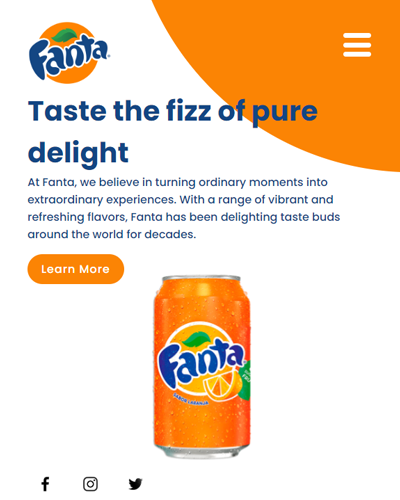 Fanta
Taste the fizz of pure
delight
At Fanta, we believe in turning ordinary moments into
extraordinary experiences. With a range of vibrant and
refreshing flavors, Fanta has been delighting taste buds
around the world for decades.
Learn More
Fanta
SABOR LARANJA